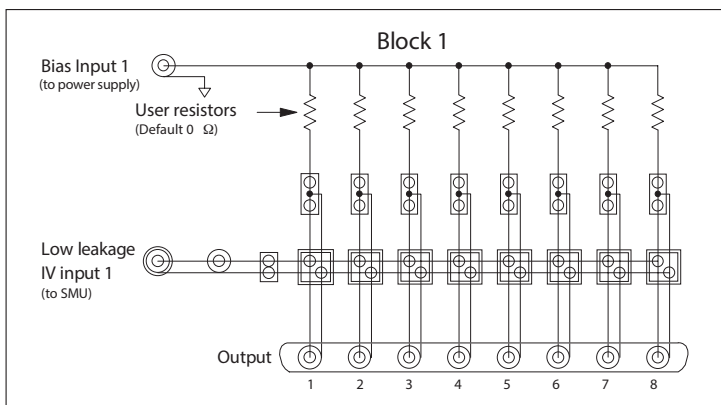 Block 1
Bias Input 1
(to power supply)
User resistors
(Default 0 Ω)
Low leakage
IV input 1
(to SMU)
Output
1 2 3 4 5 6 7 8